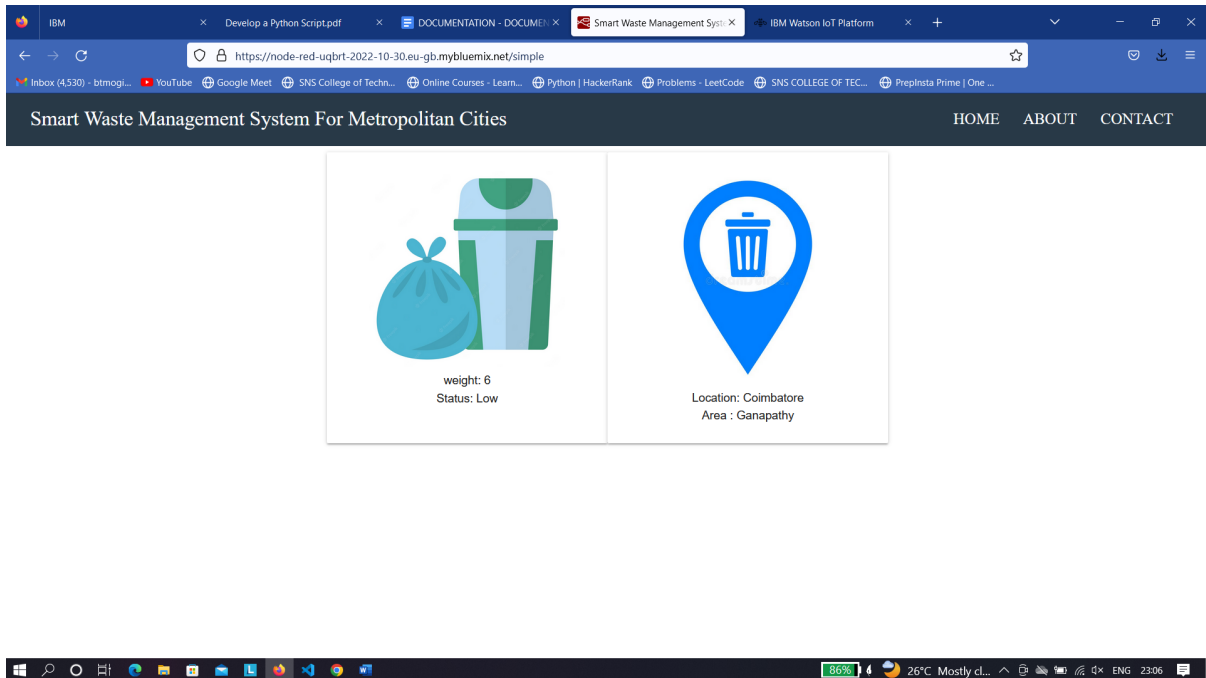 IBM
Develop a Python Script.pdf
DOCUMENTATION - DOCUMEN
Smart Waste Management Syste
IBM Watson IoT Platform
https://node-red-uqbrt-2022-10-30.eu-gb.mybluemix.net/simple
Inbox (4,530) - btmogi... YouTube Google Meet SNS College of Techn... Online Courses - Learn... Python | HackerRank Problems - LeetCode SNS COLLEGE OF TEC... PrepInsta Prime | One ...
Smart Waste Management System For Metropolitan Cities
HOME ABOUT CONTACT
weight: 6
Status: Low
Location: Coimbatore
Area : Ganapathy
86% 26°C Mostly cl... ENG 23:06